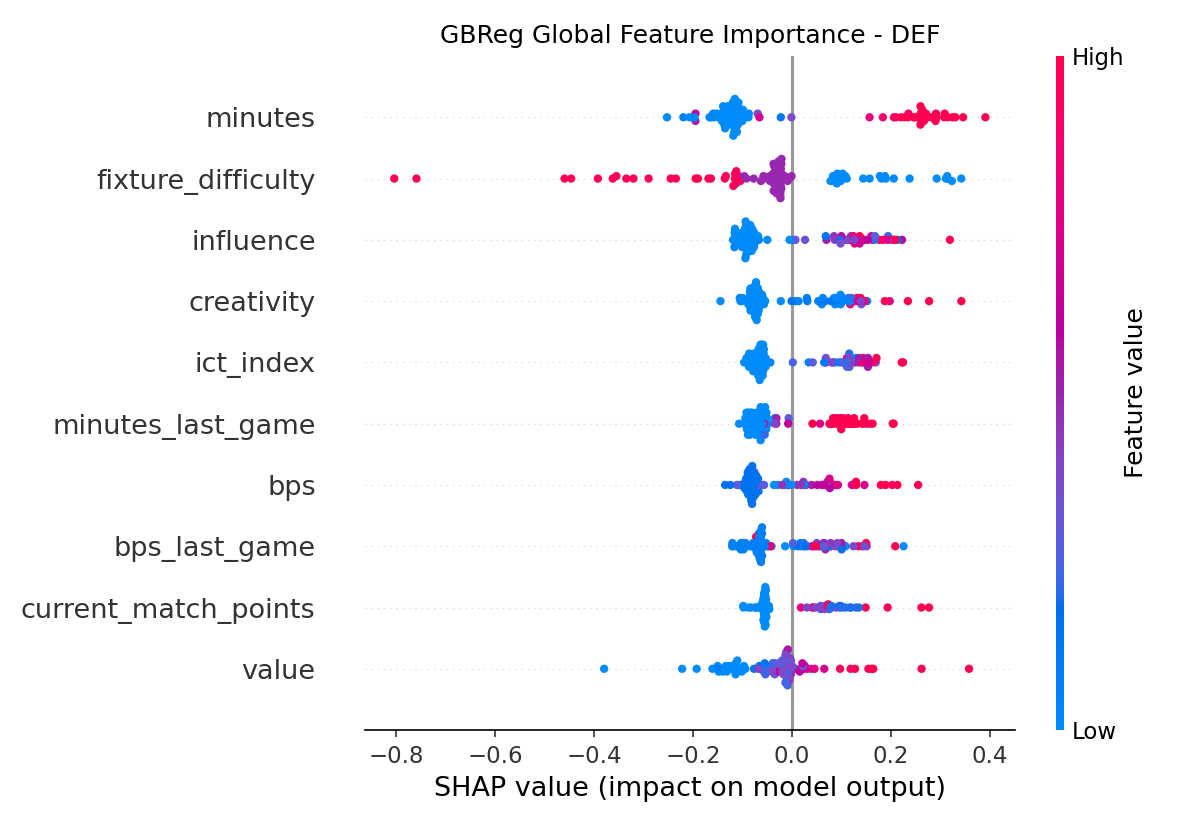 GBReg Global Feature Importance - DEF
High
minutes
fixture_difficulty
influence
creativity
ict_index
minutes_last_game
bps
bps_last_game
current_match_points
value
Feature value
Low
−0.8 −0.6 −0.4 −0.2 0.0 0.2 0.4
SHAP value (impact on model output)